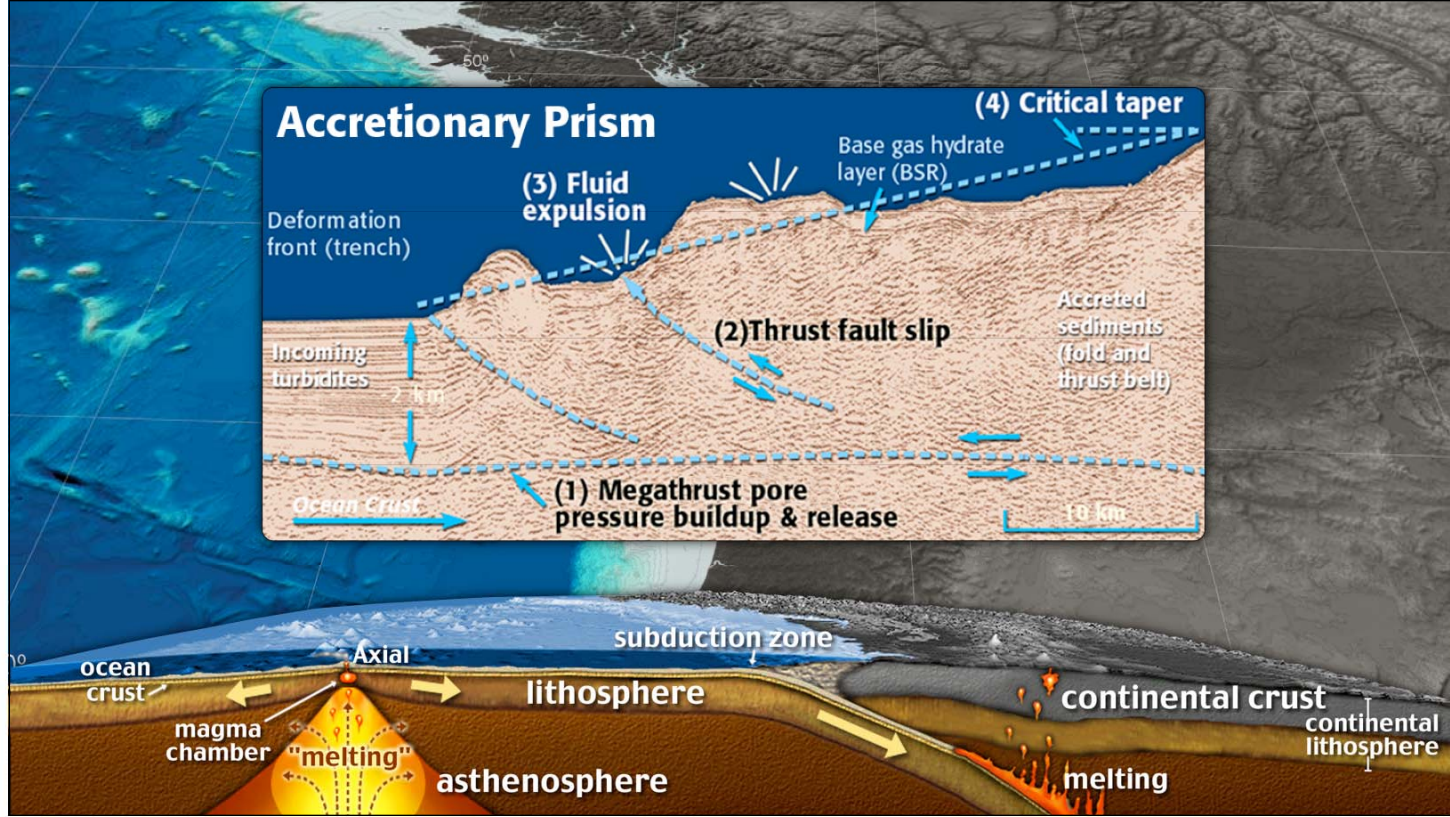 50º
Accretionary Prism
(4) Critical taper
Base gas hydrate
layer (BSR)
(3) Fluid
expulsion
Deformation
front (trench)
Incoming
turbidites
2 km
(2)Thrust fault slip
Accreted
sediments
(fold and
thrust belt)
(1) Megathrust pore
pressure buildup & release
Ocean Crust
10 km
subduction zone
ocean
crust
Axial
lithosphere
continental crust
magma
chamber
continental
lithosphere
"melting"
asthenosphere
melting